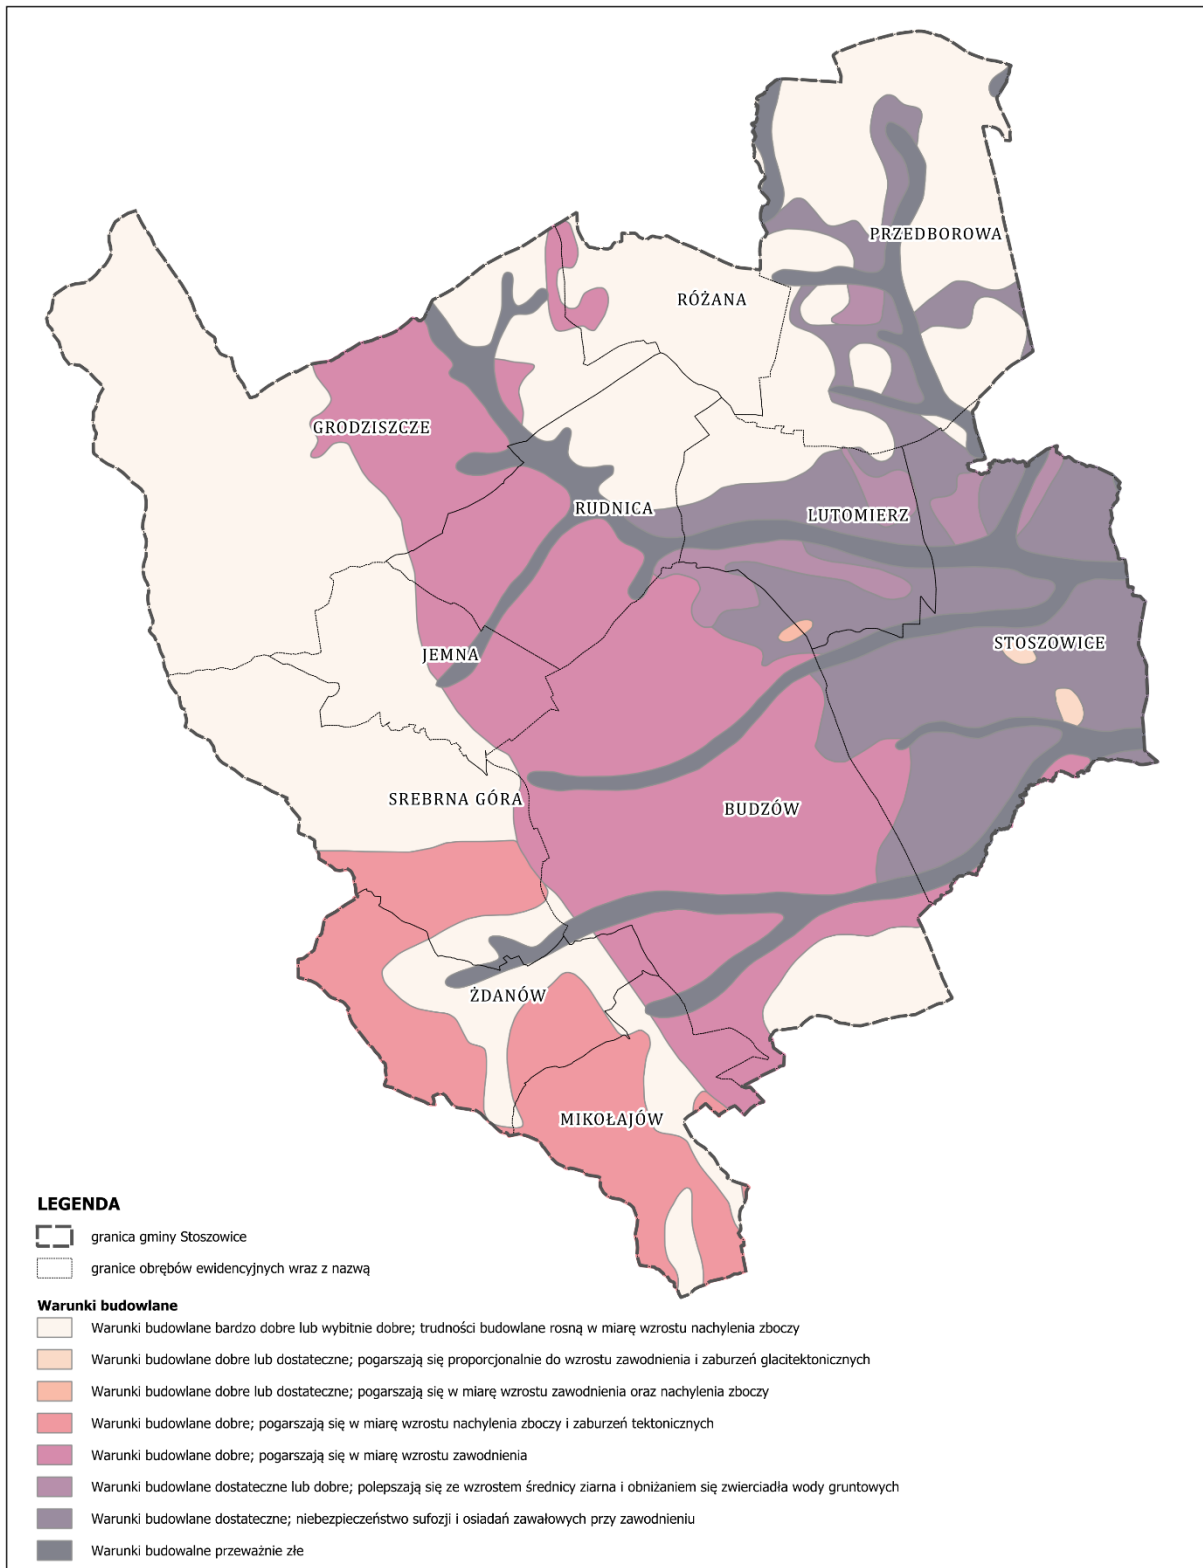 PRZEDBOROWA
RÓŻANA
GRODZISZCZE
RUDNICA
LUTOMIERZ
STOSZOWICE
JEMNA
SREBRNA GÓRA
BUDZÓW
ŻDANÓW
MIKOŁAJÓW
LEGENDA
granica gminy Stoszowice
granice obrębów ewidencyjnych wraz z nazwą
Warunki budowlane
Warunki budowlane bardzo dobre lub wybitnie dobre; trudności budowlane rosną w miarę wzrostu nachylenia zboczy
Warunki budowlane dobre lub dostateczne; pogarszają się proporcjonalnie do wzrostu zawodnienia i zaburzeń glacitektonicznych
Warunki budowlane dobre lub dostateczne; pogarszają się w miarę wzrostu zawodnienia oraz nachylenia zboczy
Warunki budowlane dobre; pogarszają się w miarę wzrostu nachylenia zboczy i zaburzeń tektonicznych
Warunki budowlane dobre; pogarszają się w miarę wzrostu zawodnienia
Warunki budowlane dostateczne lub dobre; polepszają się ze wzrostem średnicy ziarna i obniżaniem się zwierciadła wody gruntowych
Warunki budowlane dostateczne; niebezpieczeństwo sufozji i osiadań zawałowych przy zawodnieniu
Warunki budowalne przeważnie złe